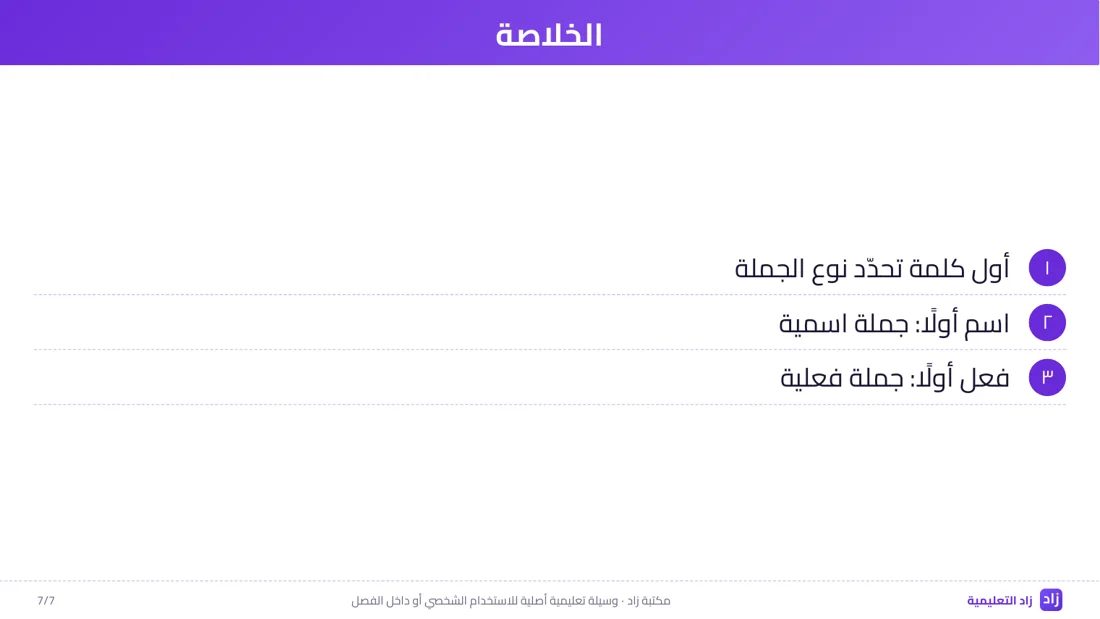 الخلاصة
١ أول كلمة تحدّد نوع الجملة
٢ اسم أولًا: جملة اسمية
٣ فعل أولًا: جملة فعلية
زاد زاد التعليمية
مكتبة زاد - وسيلة تعليمية أصلية للاستخدام الشخصي أو داخل الفصل
7/7